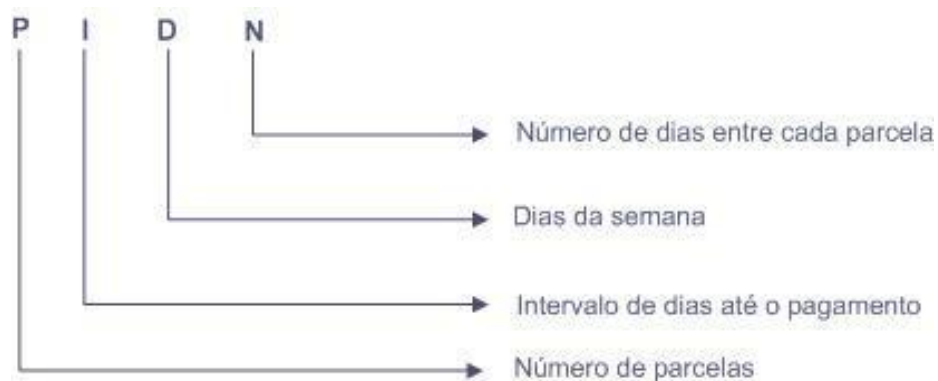 P I D N
Número de dias entre cada parcela
Dias da semana
Intervalo de dias até o pagamento
Número de parcelas